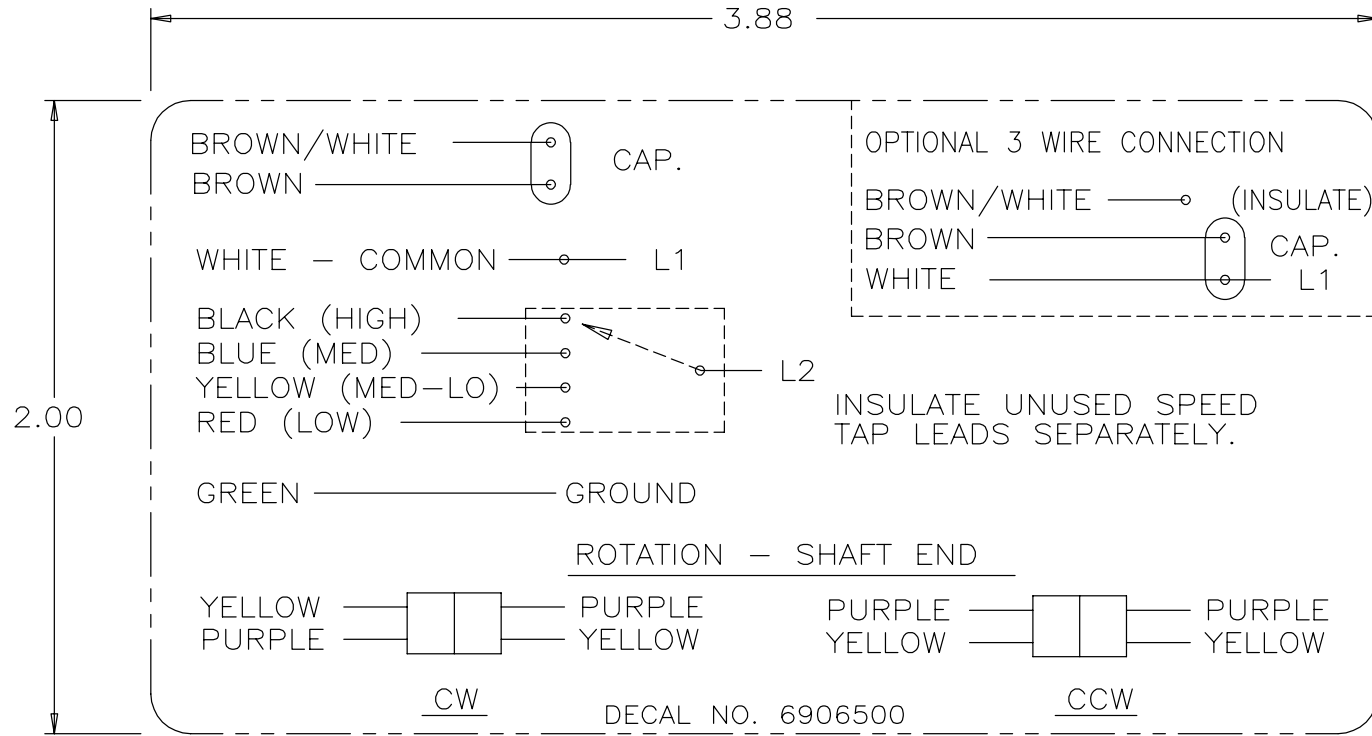 3.88
2.00
BROWN/WHITE
BROWN
CAP.
WHITE – COMMON
L1
BLACK (HIGH)
BLUE (MED)
YELLOW (MED–LO)
RED (LOW)
L2
GREEN
GROUND
OPTIONAL 3 WIRE CONNECTION
BROWN/WHITE
(INSULATE)
BROWN
CAP.
WHITE
L1
INSULATE UNUSED SPEED
TAP LEADS SEPARATELY.
ROTATION – SHAFT END
YELLOW
PURPLE
PURPLE
YELLOW
CW
PURPLE
YELLOW
PURPLE
YELLOW
CCW
DECAL NO. 6906500